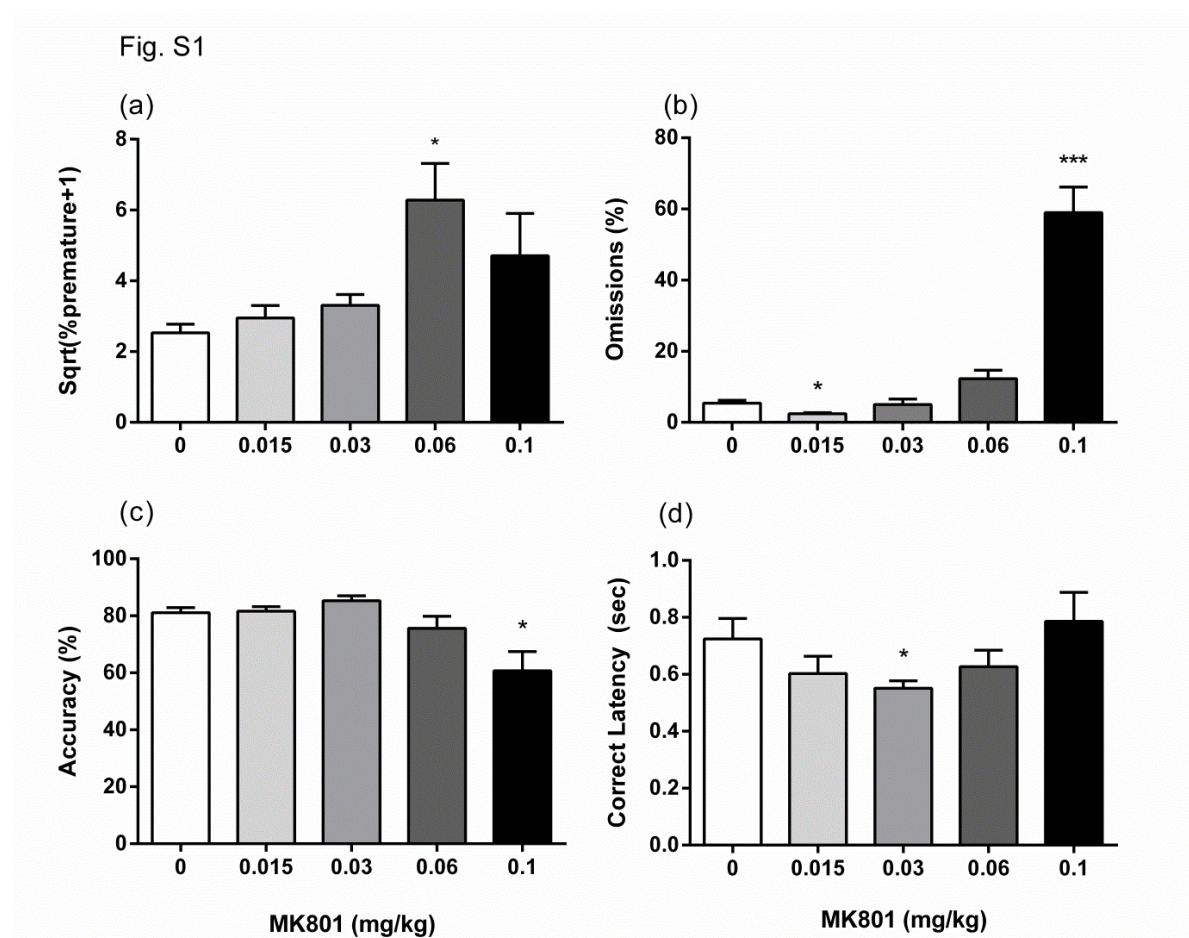 Fig. S1
(a)
Sqrt(%premature+1)
8
6
4
2
0
*
0 0.015 0.03 0.06 0.1
(b)
Omissions (%)
80
60
40
20
0
*
***
0 0.015 0.03 0.06 0.1
(c)
Accuracy (%)
100
80
60
40
20
0
*
0 0.015 0.03 0.06 0.1
MK801 (mg/kg)
(d)
Correct Latency (sec)
1.0
0.8
0.6
0.4
0.2
0.0
*
0 0.015 0.03 0.06 0.1
MK801 (mg/kg)